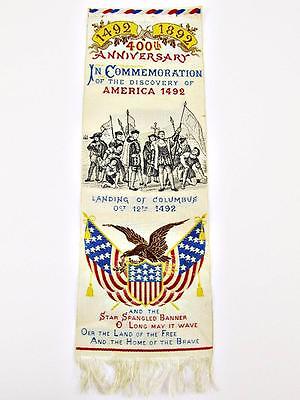 1492 1892
400th
ANNIVERSARY
IN COMMEMORATION
OF THE DISCOVERY OF
AMERICA 1492
LANDING OF COLUMBUS
OCT 12TH 1492
AND THE
STAR SPANGLED BANNER
O LONG MAY IT WAVE
OER THE LAND OF THE FREE
AND THE HOME OF THE BRAVE